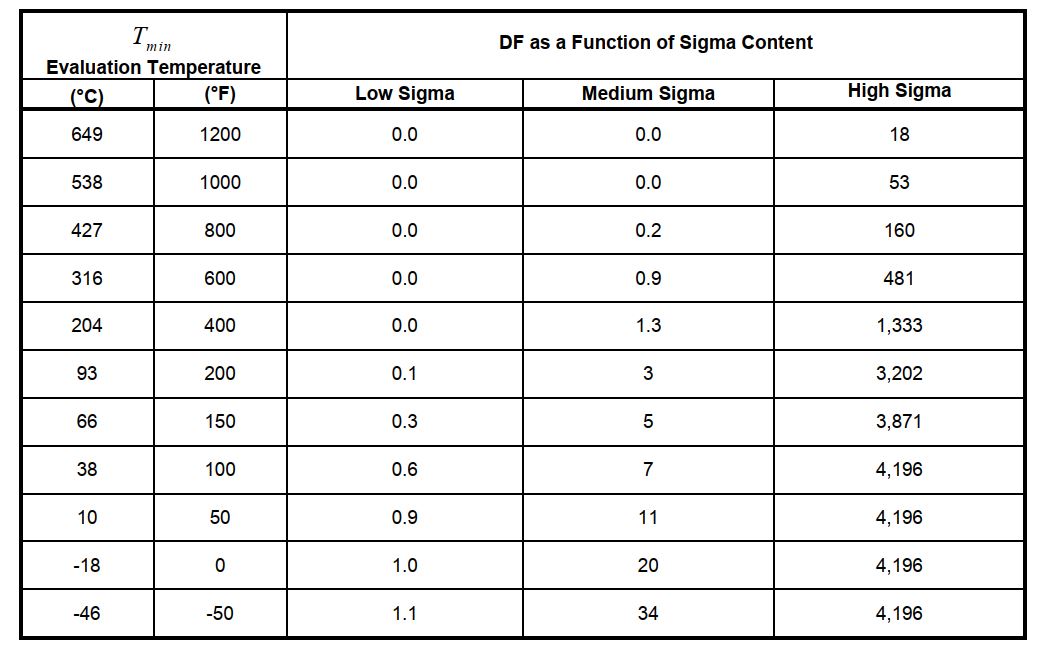 T min DF as a Function of Sigma Content
Evaluation Temperature
(°C) (°F) Low Sigma Medium Sigma High Sigma
649 1200 0.0 0.0 18
538 1000 0.0 0.0 53
427 800 0.0 0.2 160
316 600 0.0 0.9 481
204 400 0.0 1.3 1,333
93 200 0.1 3 3,202
66 150 0.3 5 3,871
38 100 0.6 7 4,196
10 50 0.9 11 4,196
-18 0 1.0 20 4,196
-46 -50 1.1 34 4,196